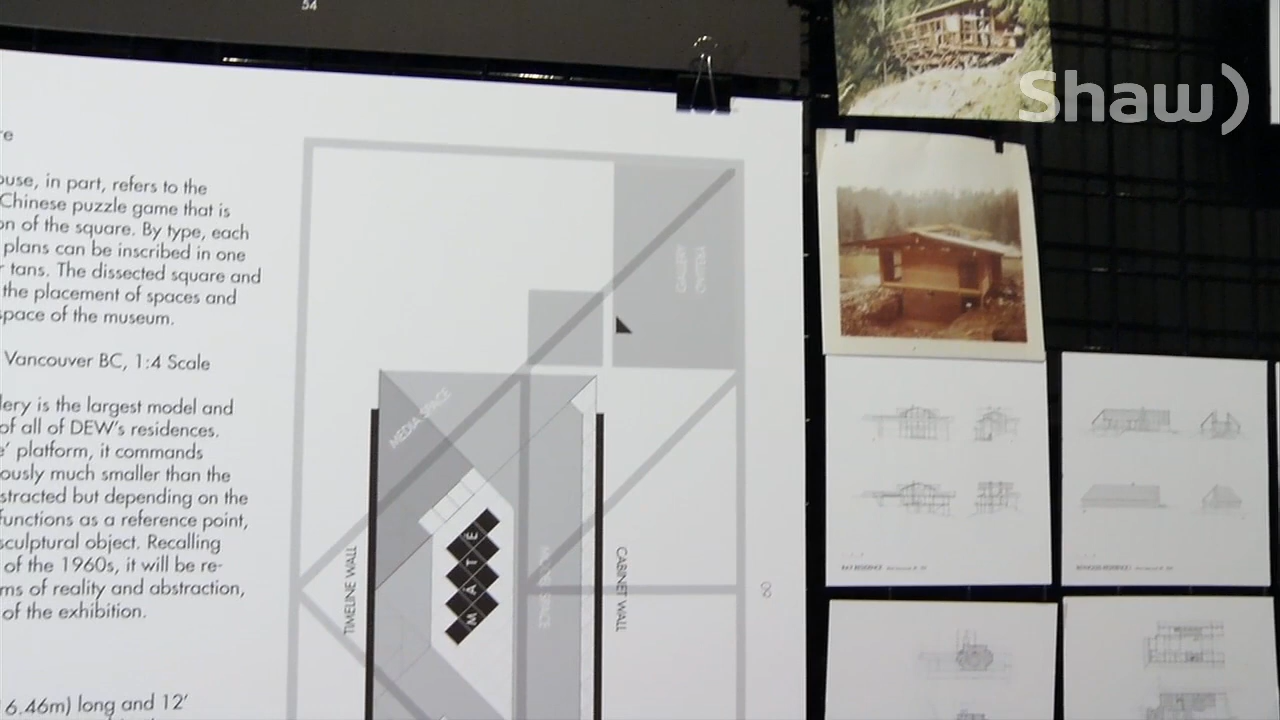 54
Shaw)
re
ouse, in part, refers to the
Chinese puzzle game that is
on of the square. By type, each
plans can be inscribed in one
r tans. The dissected square and
the placement of spaces and
space of the museum.
Vancouver BC, 1:4 Scale
lery is the largest model and
of all of DEW's residences.
e' platform, it commands
ously much smaller than the
stracted but depending on the
functions as a reference point,
sculptural object. Recalling
of the 1960s, it will be re-
ms of reality and abstraction,
of the exhibition.
6.46m) long and 12'
GALLERY
MEDIA SPACE
TIMELINE WALL
MÁTE
CABINET WALL
60